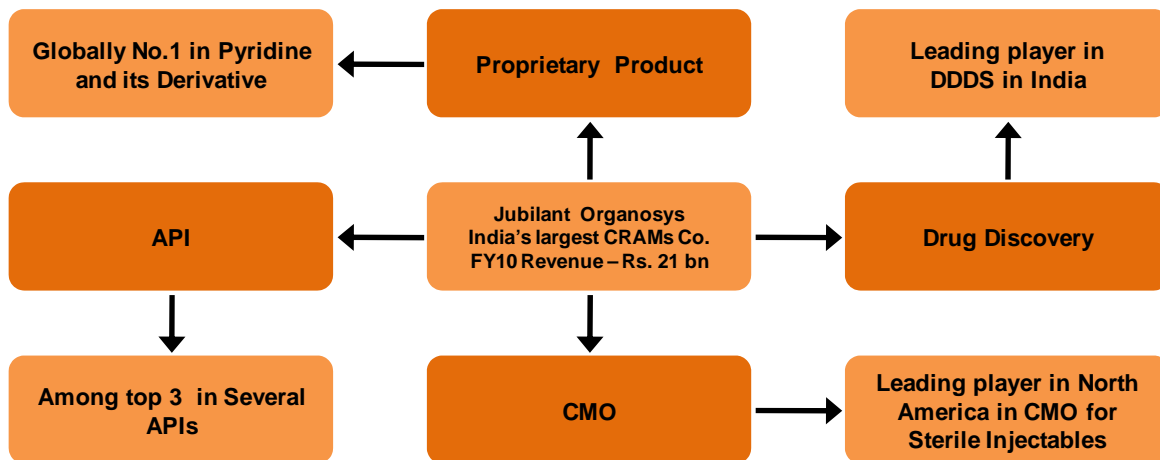 Globally No.1 in Pyridine
and its Derivative
Proprietary Product
Leading player in
DDDS in India
API
Jubilant Organosys
India's largest CRAMs Co.
FY10 Revenue – Rs. 21 bn
Drug Discovery
Among top 3 in Several
APIs
CMO
Leading player in North
America in CMO for
Sterile Injectables